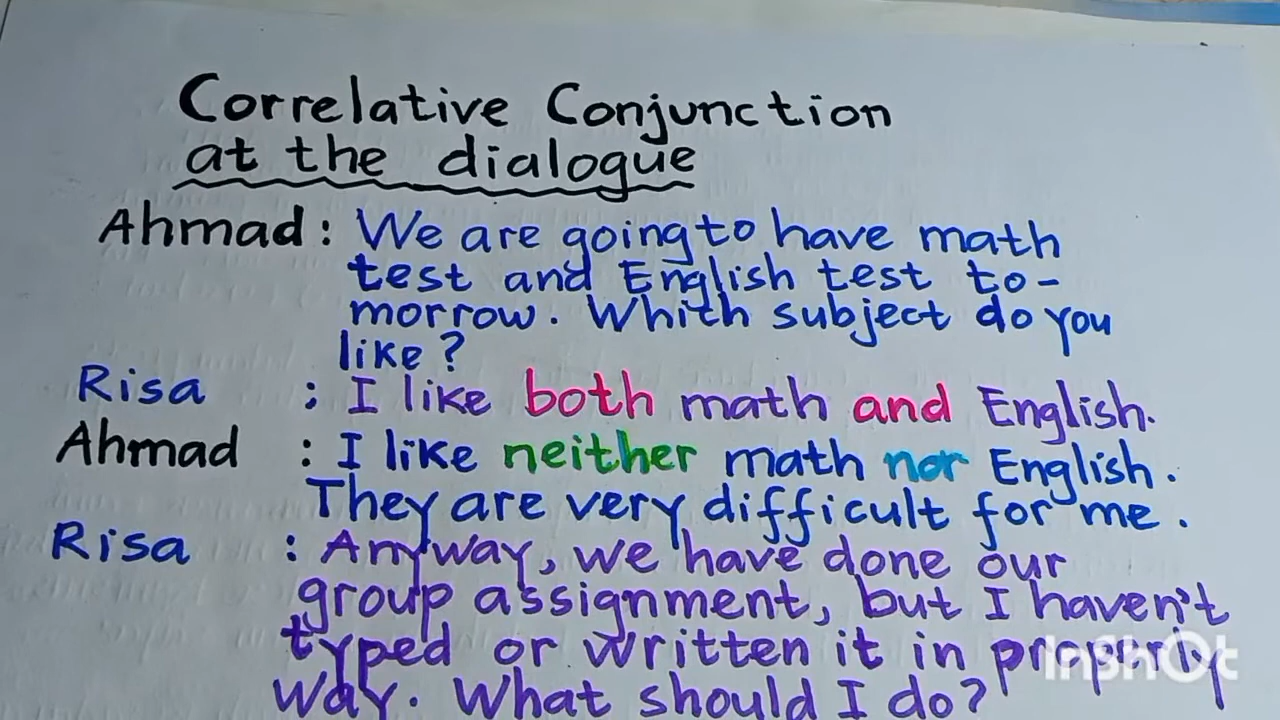 Correlative Conjunction
at the dialogue
Ahmad : We are going to have math
test and English test to-
morrow. Whith subject do you
like?
Risa : I like both math and English.
Ahmad : I like neither math nor English.
They are very difficult for me.
Risa : Anyway, we have done our
group assignment, but I haven't
typed or written it in properly
way. What should I do?
InShOt